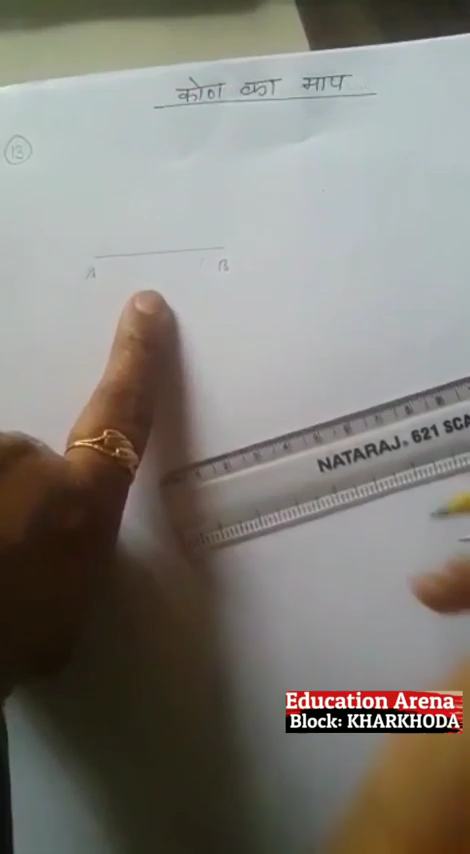 कोण का माप
13
A B
NATARAJ 621 SCA
Education Arena
Block: KHARKHODA